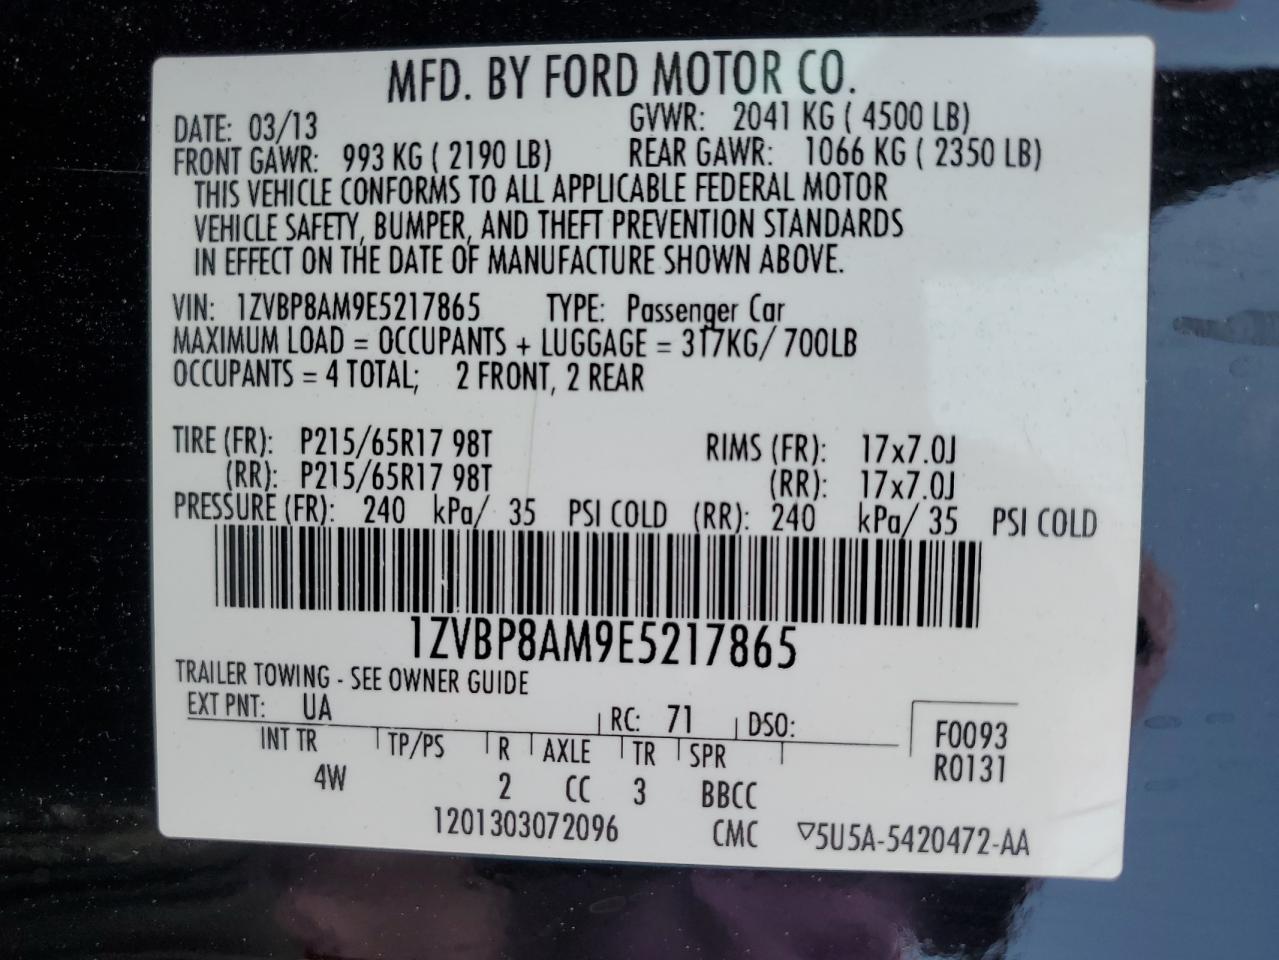 MFD. BY FORD MOTOR CO.
DATE: 03/13 GVWR: 2041 KG ( 4500 LB)
FRONT GAWR: 993 KG ( 2190 LB) REAR GAWR: 1066 KG ( 2350 LB)
THIS VEHICLE CONFORMS TO ALL APPLICABLE FEDERAL MOTOR
VEHICLE SAFETY, BUMPER, AND THEFT PREVENTION STANDARDS
IN EFFECT ON THE DATE OF MANUFACTURE SHOWN ABOVE.
VIN: 1ZVBP8AM9E5217865 TYPE: Passenger Car
MAXIMUM LOAD = OCCUPANTS + LUGGAGE = 317KG/ 700LB
OCCUPANTS = 4 TOTAL; 2 FRONT, 2 REAR
TIRE (FR): P215/65R17 98T RIMS (FR): 17x7.0J
(RR): P215/65R17 98T (RR): 17x7.0J
PRESSURE (FR): 240 kPa/ 35 PSI COLD (RR): 240 kPa/ 35 PSI COLD
1ZVBP8AM9E5217865
TRAILER TOWING - SEE OWNER GUIDE
EXT PNT: UA RC: 71 DSO:
F0093
INT TR TP/PS R AXLE TR SPR
R0131
4W 2 CC 3 BBCC
1201303072096 CMC ▽5U5A-5420472-AA